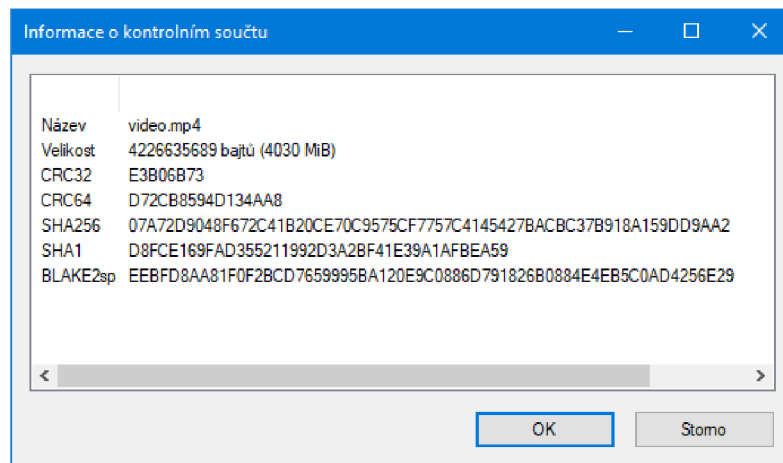 Informace o kontrolním součtu
Název video.mp4
Velikost 4226635689 bajtů (4030 MiB)
CRC32 E3B06B73
CRC64 D72CB8594D134AA8
SHA256 07A72D9048F672C41B20CE70C9575CF7757C4145427BACBC37B918A159DD9AA2
SHA1 D8FCE169FAD355211992D3A2BF41E39A1AFBEA59
BLAKE2sp EEBFD8AA81F0F2BCD7659995BA120E9C0886D791826B0884E4EB5C0AD4256E29
OK Storno